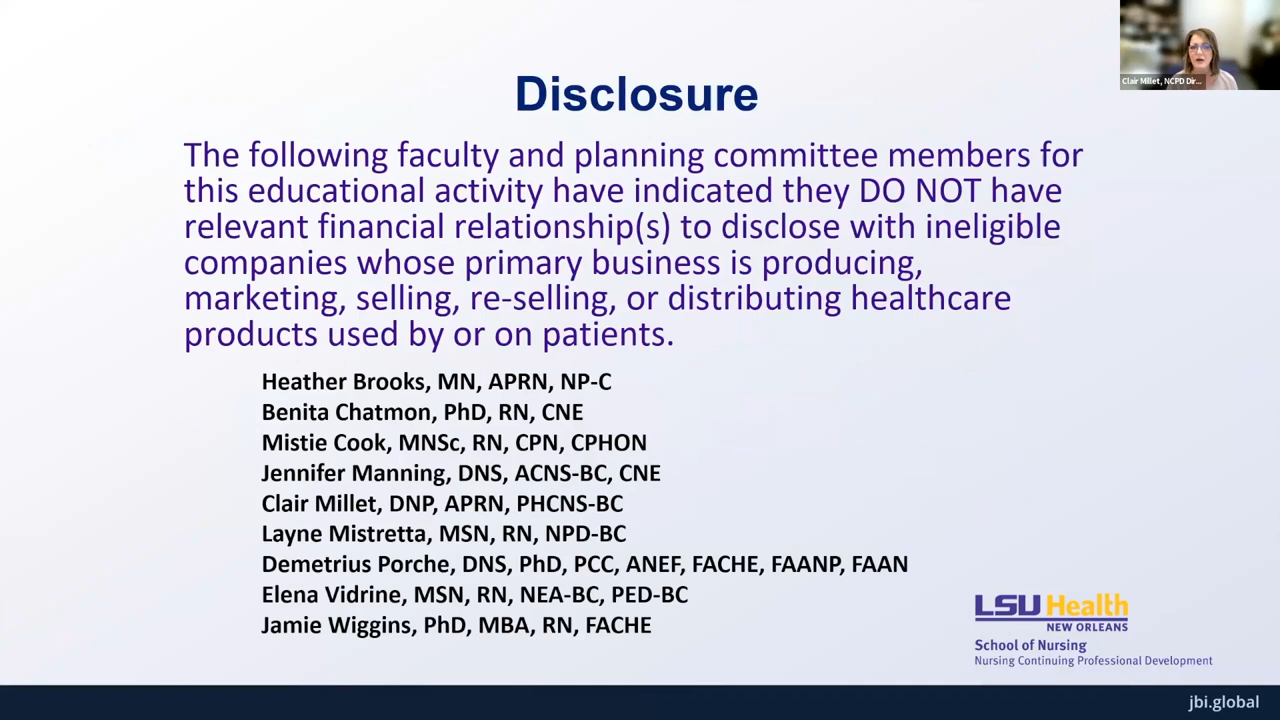 Disclosure
Clair Millet, NCPD Dir...
The following faculty and planning committee members for
this educational activity have indicated they DO NOT have
relevant financial relationship(s) to disclose with ineligible
companies whose primary business is producing,
marketing, selling, re-selling, or distributing healthcare
products used by or on patients.
Heather Brooks, MN, APRN, NP-C
Benita Chatmon, PhD, RN, CNE
Mistie Cook, MNSc, RN, CPN, CPHON
Jennifer Manning, DNS, ACNS-BC, CNE
Clair Millet, DNP, APRN, PHCNS-BC
Layne Mistretta, MSN, RN, NPD-BC
Demetrius Porche, DNS, PhD, PCC, ANEF, FACHE, FAANP, FAAN
Elena Vidrine, MSN, RN, NEA-BC, PED-BC
Jamie Wiggins, PhD, MBA, RN, FACHE
LSU Health
NEW ORLEANS
School of Nursing
Nursing Continuing Professional Development
jbi.global